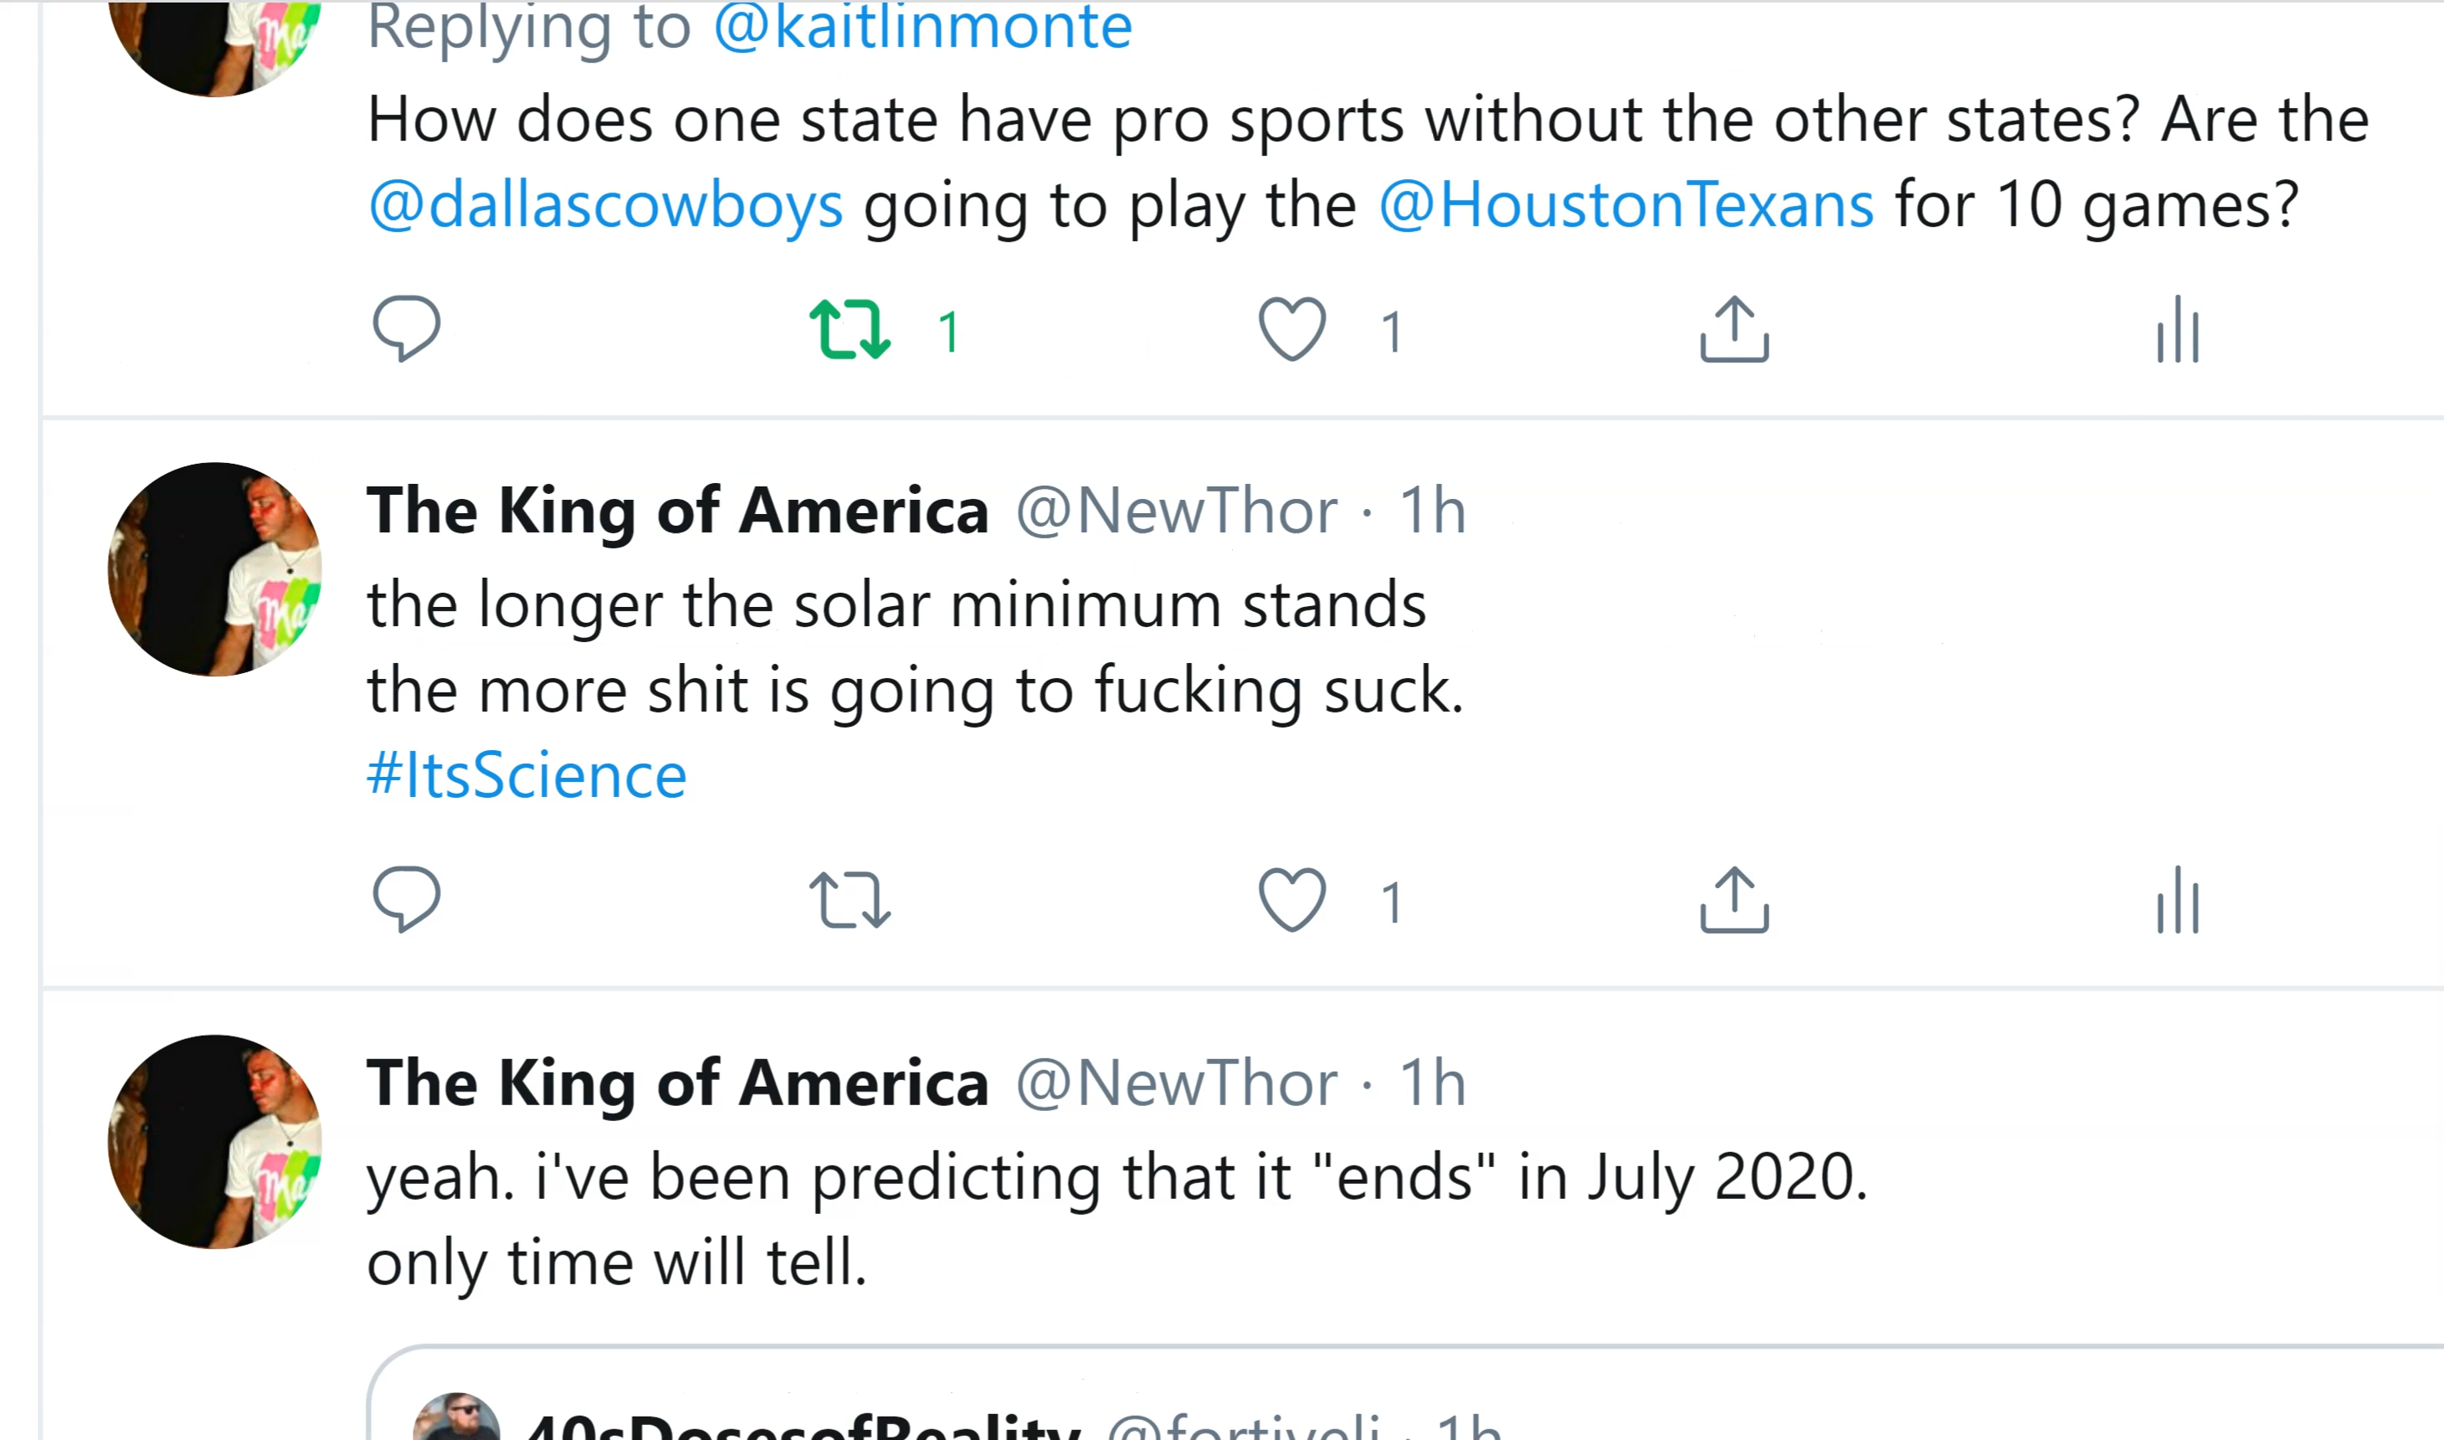 Replying to @kaitlinmonte
How does one state have pro sports without the other states? Are the
@dallascowboys going to play the @HoustonTexans for 10 games?
1 1
The King of America @NewThor · 1h
the longer the solar minimum stands
the more shit is going to fucking suck.
#ItsScience
1
The King of America @NewThor · 1h
yeah. i've been predicting that it "ends" in July 2020.
only time will tell.
40sDosesofReality @fortiveli · 1h